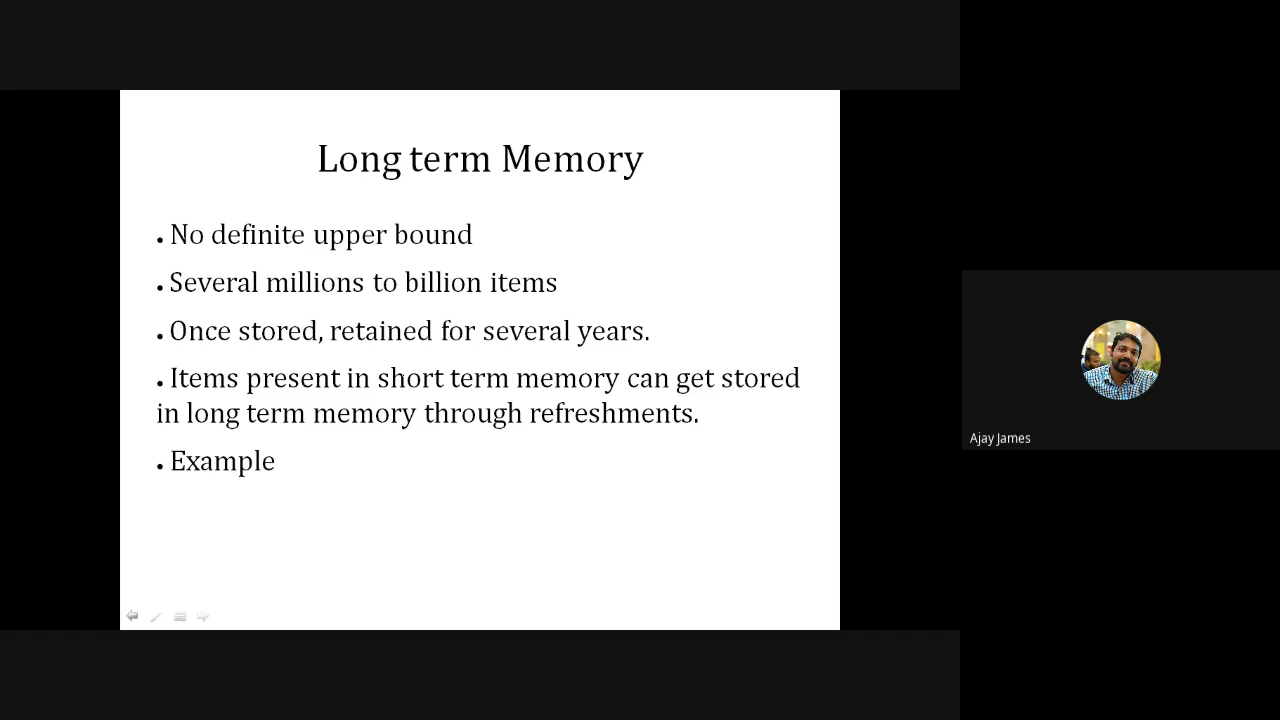 Long term Memory
. No definite upper bound
. Several millions to billion items
. Once stored, retained for several years.
. Items present in short term memory can get stored
in long term memory through refreshments.
. Example
Ajay James